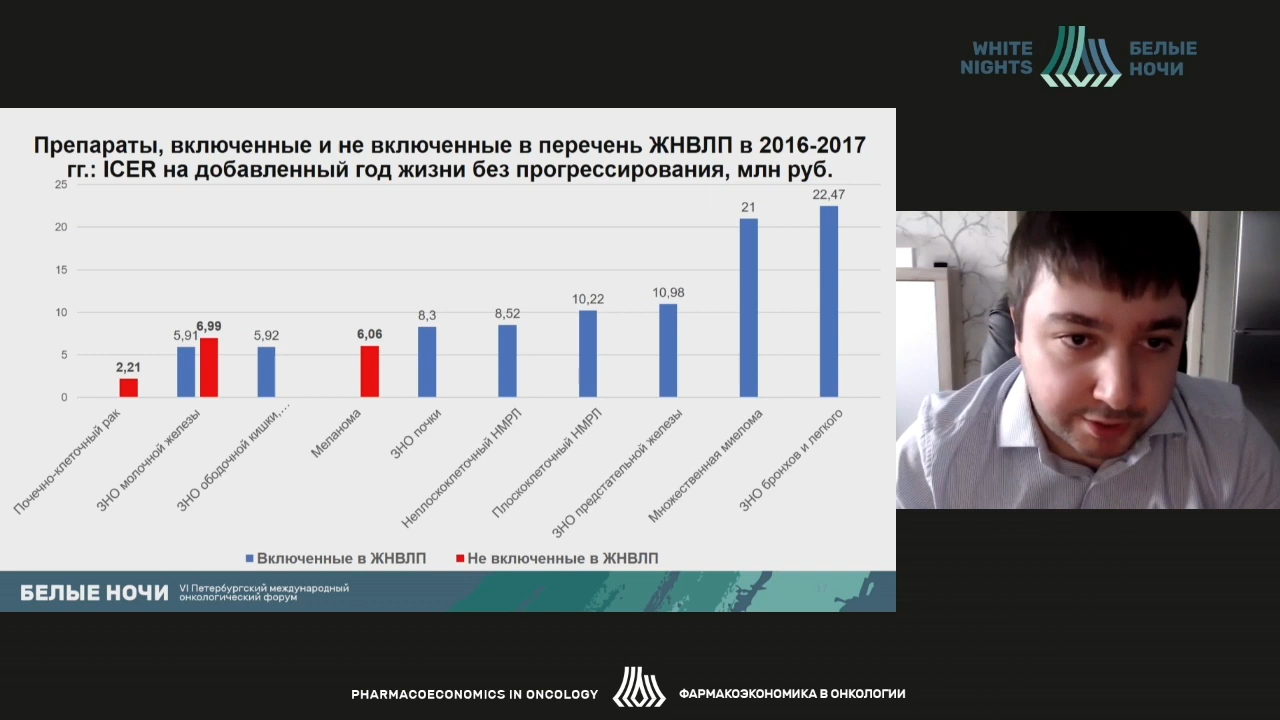 WHITE
NIGHTS
БЕЛЫЕ
НОЧИ
Препараты, включенные и не включенные в перечень ЖНВЛП в 2016-2017
гг.: ICER на добавленный год жизни без прогрессирования, млн руб.
25
20
15
10
5
0
2,21
5,91
6,99
5,92
6,06
8,3
8,52
10,22
10,98
21
22,47
Почечно-клеточный рак
ЗНО молочной железы
ЗНО ободочной кишки,…
Меланома
ЗНО почки
Неплоскоклеточный НМРЛ
Плоскоклеточный НМРЛ
ЗНО предстательной железы
Множественная миелома
ЗНО бронхов и легкого
Включенные в ЖНВЛП
Не включенные в ЖНВЛП
БЕЛЫЕ НОЧИ
VI Петербургский международный
онкологический форум
PHARMACOECONOMICS IN ONCOLOGY
ФАРМАКОЭКОНОМИКА В ОНКОЛОГИИ